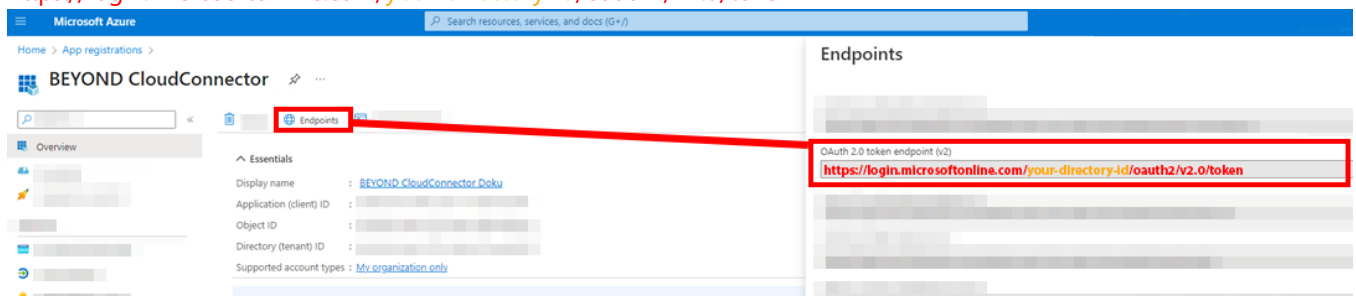 Microsoft Azure
Search resources, services, and docs (G+/)
Home > App registrations >
BEYOND CloudConnector
Endpoints
Overview
Essentials
Display name : BEYOND CloudConnector Doku
Application (client) ID :
Object ID :
Directory (tenant) ID :
Supported account types : My organization only
Endpoints
OAuth 2.0 token endpoint (v2)
https://login.microsoftonline.com/your-directory-id/oauth2/v2.0/token